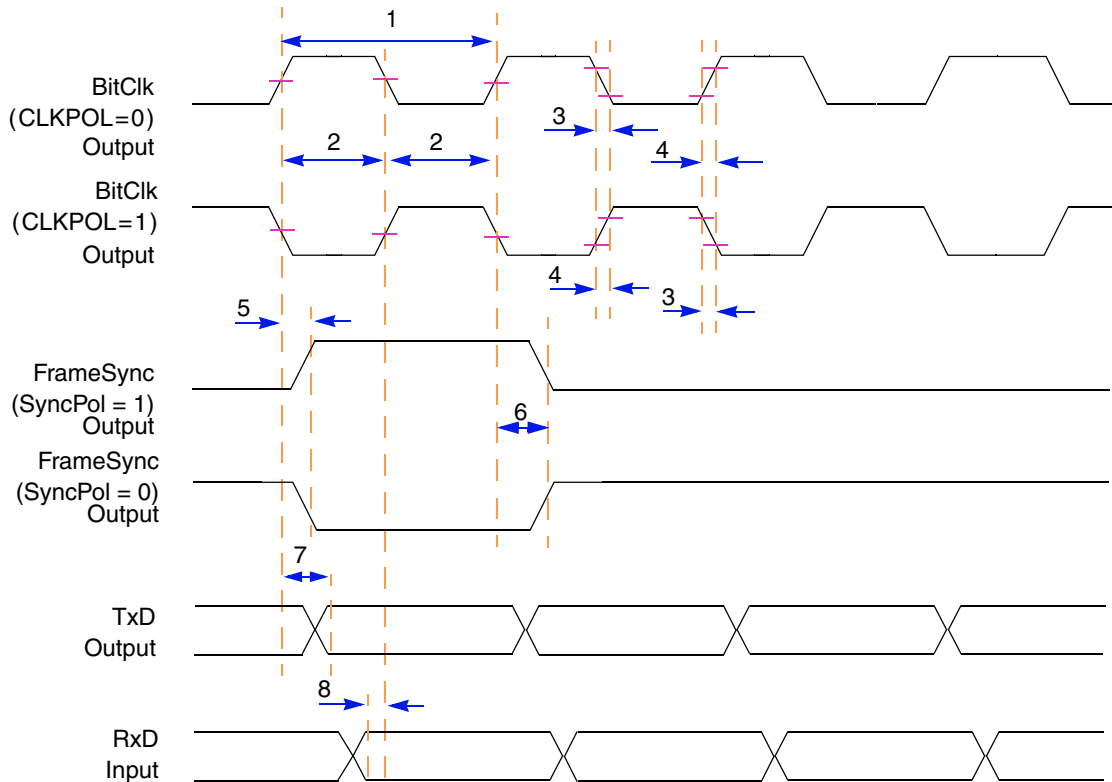 1
BitClk
(CLKPOL=0)
Output
3
2
2
4
BitClk
(CLKPOL=1)
Output
4
3
5
FrameSync
(SyncPol = 1)
Output
6
FrameSync
(SyncPol = 0)
Output
7
TxD
Output
8
RxD
Input